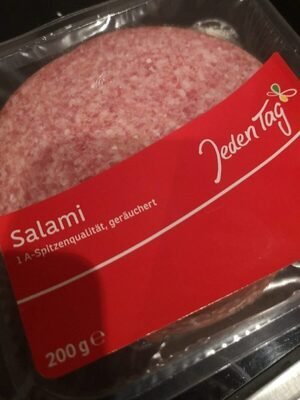 Jeden Tag
Salami
1 A-Spitzenqualität, geräuchert
200 g ℮